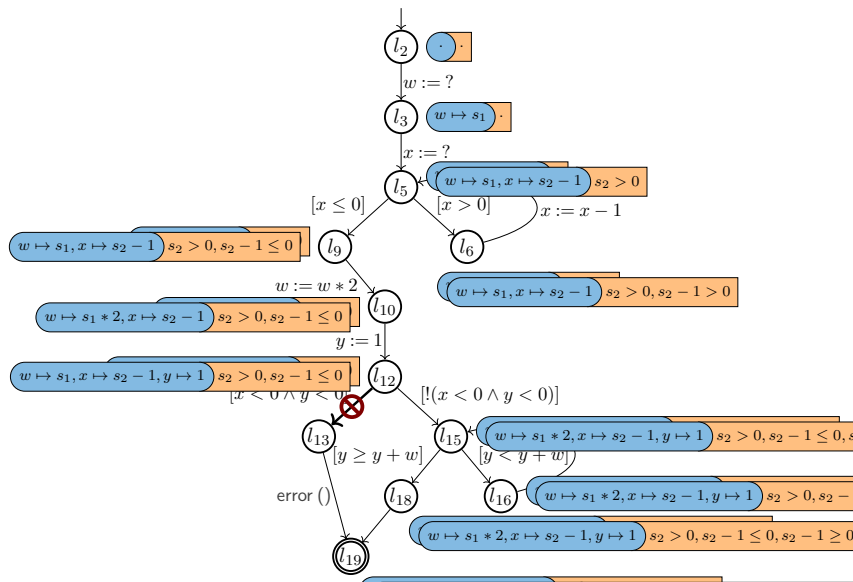 l₂ · ·
w := ?
l₃ w ↦ s₁ ·
x := ?
l₅ w ↦ s₁, x ↦ s₂ − 1 s₂ > 0
[x ≤ 0] [x > 0] x := x − 1
w ↦ s₁, x ↦ s₂ − 1 s₂ > 0, s₂ − 1 ≤ 0 l₉ l₆
w := w ∗ 2 w ↦ s₁, x ↦ s₂ − 1 s₂ > 0, s₂ − 1 > 0
w ↦ s₁ ∗ 2, x ↦ s₂ − 1 s₂ > 0, s₂ − 1 ≤ 0 l₁₀
y := 1
w ↦ s₁, x ↦ s₂ − 1, y ↦ 1 s₂ > 0, s₂ − 1 ≤ 0 l₁₂
[x < 0 ∧ y < 0] [!(x < 0 ∧ y < 0)]
l₁₃ l₁₅ w ↦ s₁ ∗ 2, x ↦ s₂ − 1, y ↦ 1 s₂ > 0, s₂ − 1 ≤ 0,
[y ≥ y + w] [y < y + w]
error () l₁₈ l₁₆ w ↦ s₁ ∗ 2, x ↦ s₂ − 1, y ↦ 1 s₂ > 0, s₂ −
w ↦ s₁ ∗ 2, x ↦ s₂ − 1, y ↦ 1 s₂ > 0, s₂ − 1 ≤ 0, s₂ − 1 ≥ 0
l₁₉